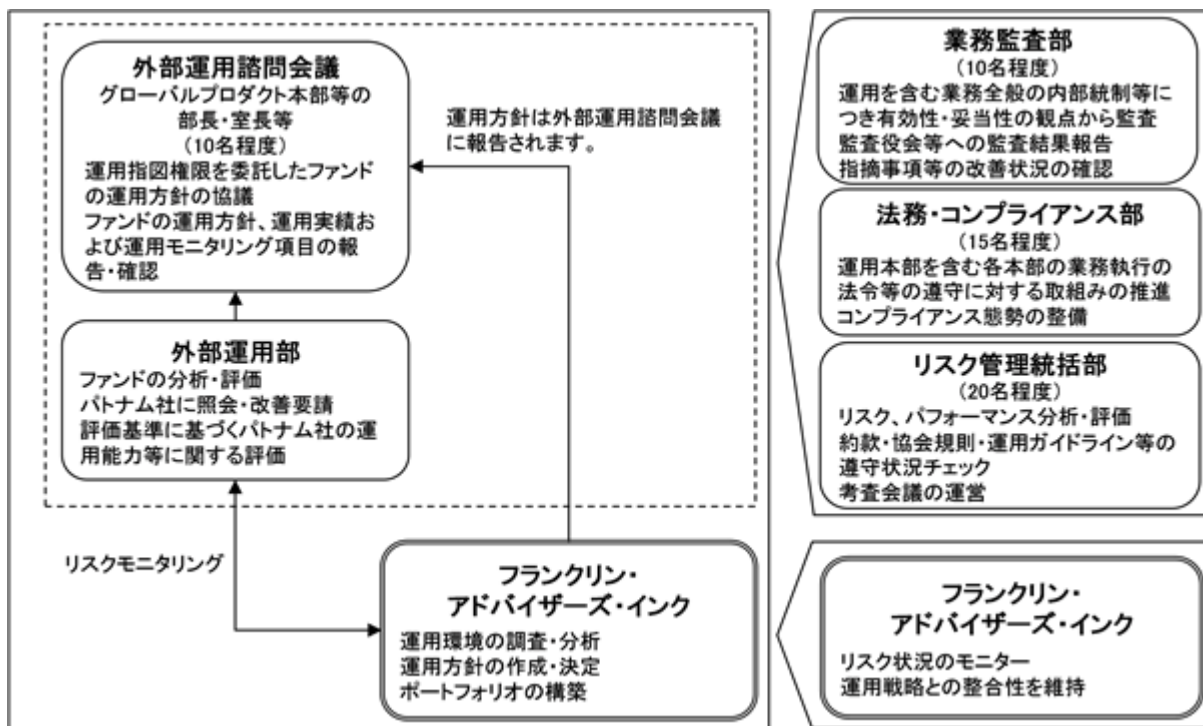 外部運用諮問会議
グローバルプロダクト本部等の
部長・室長等
(10名程度)
運用指図権限を委託したファンド
の運用方針の協議
ファンドの運用方針、運用実績お
よび運用モニタリング項目の報
告・確認
運用方針は外部運用諮問会議
に報告されます。
外部運用部
ファンドの分析・評価
パトナム社に照会・改善要請
評価基準に基づくパトナム社の運
用能力等に関する評価
リスクモニタリング
フランクリン・
アドバイザーズ・インク
運用環境の調査・分析
運用方針の作成・決定
ポートフォリオの構築
業務監査部
(10名程度)
運用を含む業務全般の内部統制等に
つき有効性・妥当性の観点から監査
監査役会等への監査結果報告
指摘事項等の改善状況の確認
法務・コンプライアンス部
(15名程度)
運用本部を含む各本部の業務執行の
法令等の遵守に対する取組みの推進
コンプライアンス態勢の整備
リスク管理統括部
(20名程度)
リスク、パフォーマンス分析・評価
約款・協会規則・運用ガイドライン等の
遵守状況チェック
考査会議の運営
フランクリン・
アドバイザーズ・インク
リスク状況のモニター
運用戦略との整合性を維持